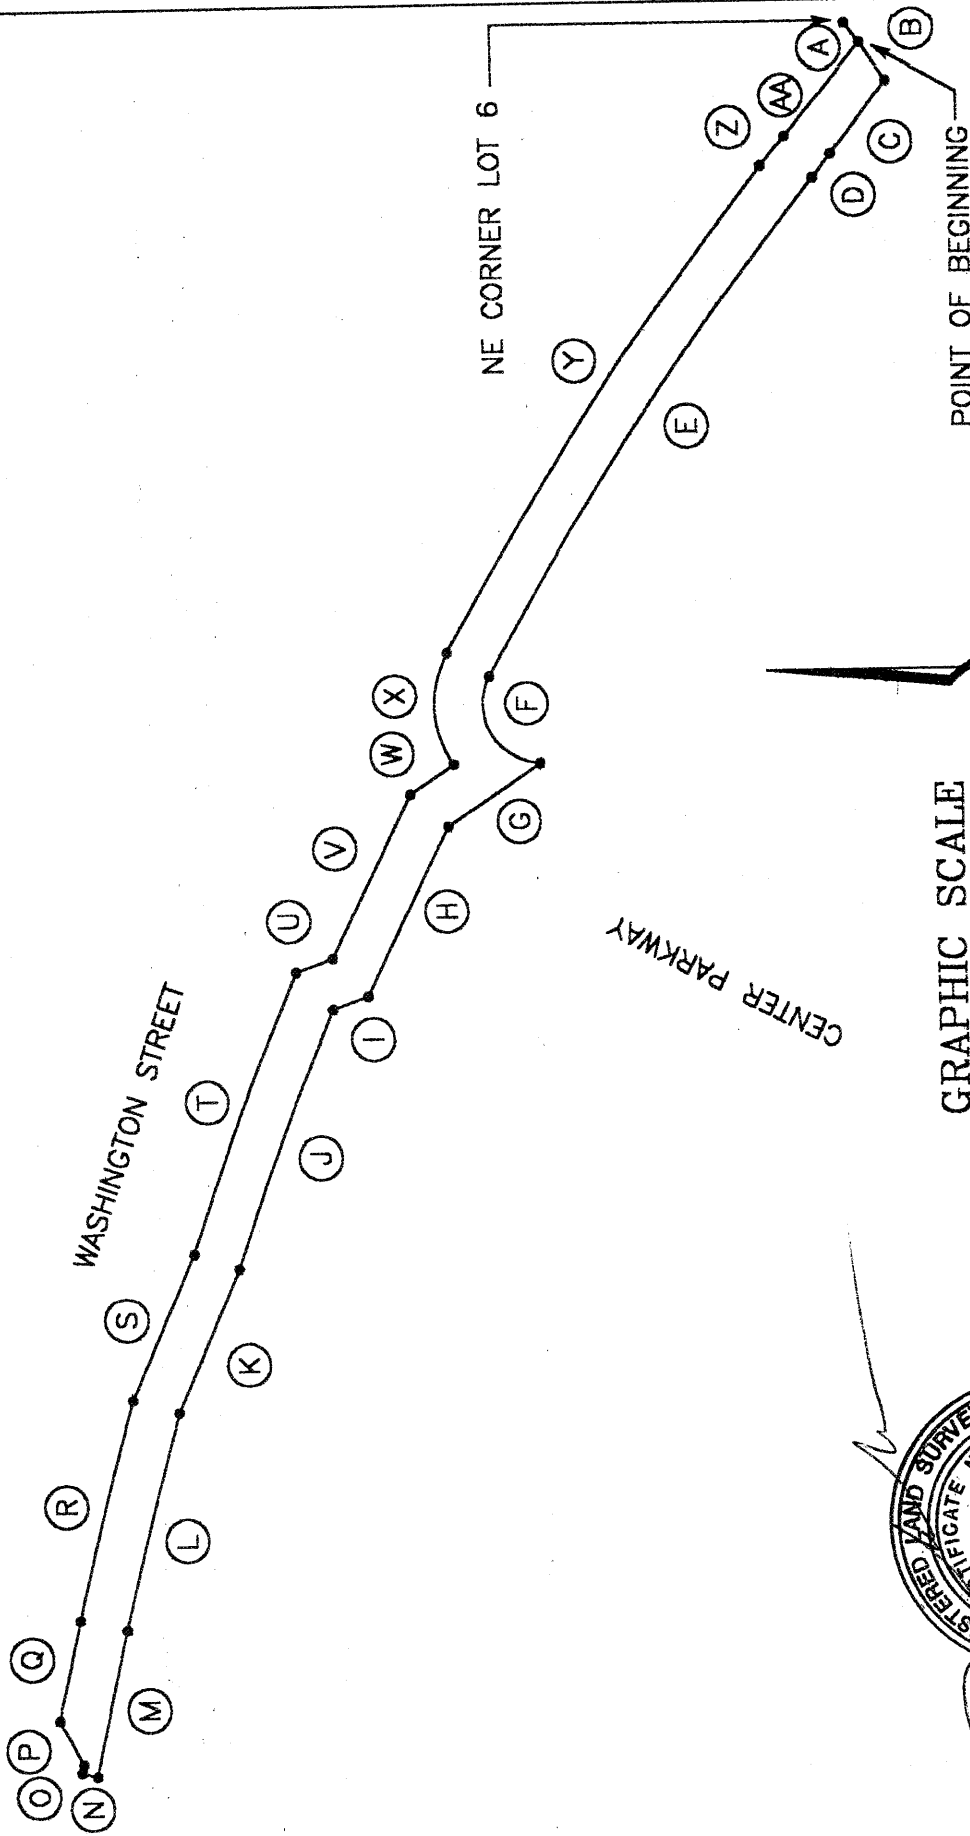 NE CORNER LOT 6
A
B
AA
Z
C
D
POINT OF BEGINNING
Y
E
X
F
W
G
V
H
U
I
WASHINGTON STREET
T
J
CENTER PARKWAY
S
K
R
L
Q
M
P
O
N
GRAPHIC SCALE